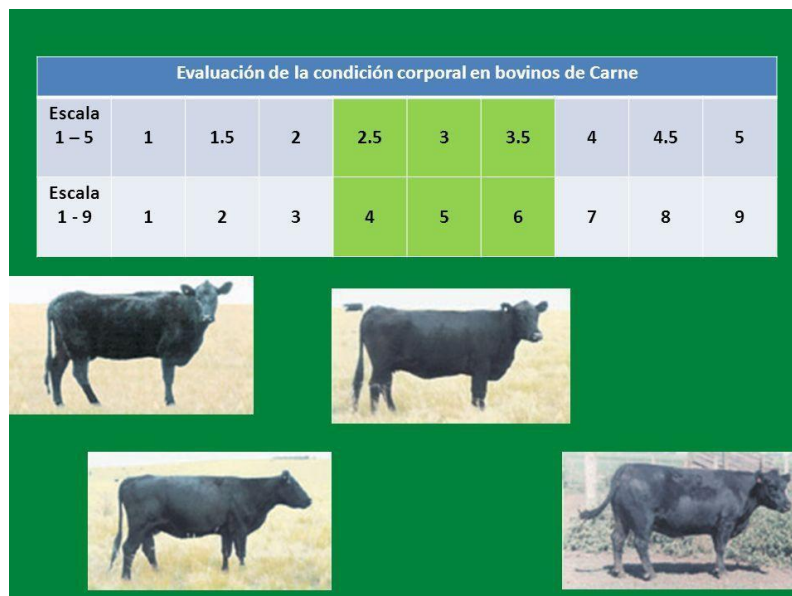 Evaluación de la condición corporal en bovinos de Carne
Escala
1 – 5 1 1.5 2 2.5 3 3.5 4 4.5 5
Escala
1 - 9 1 2 3 4 5 6 7 8 9